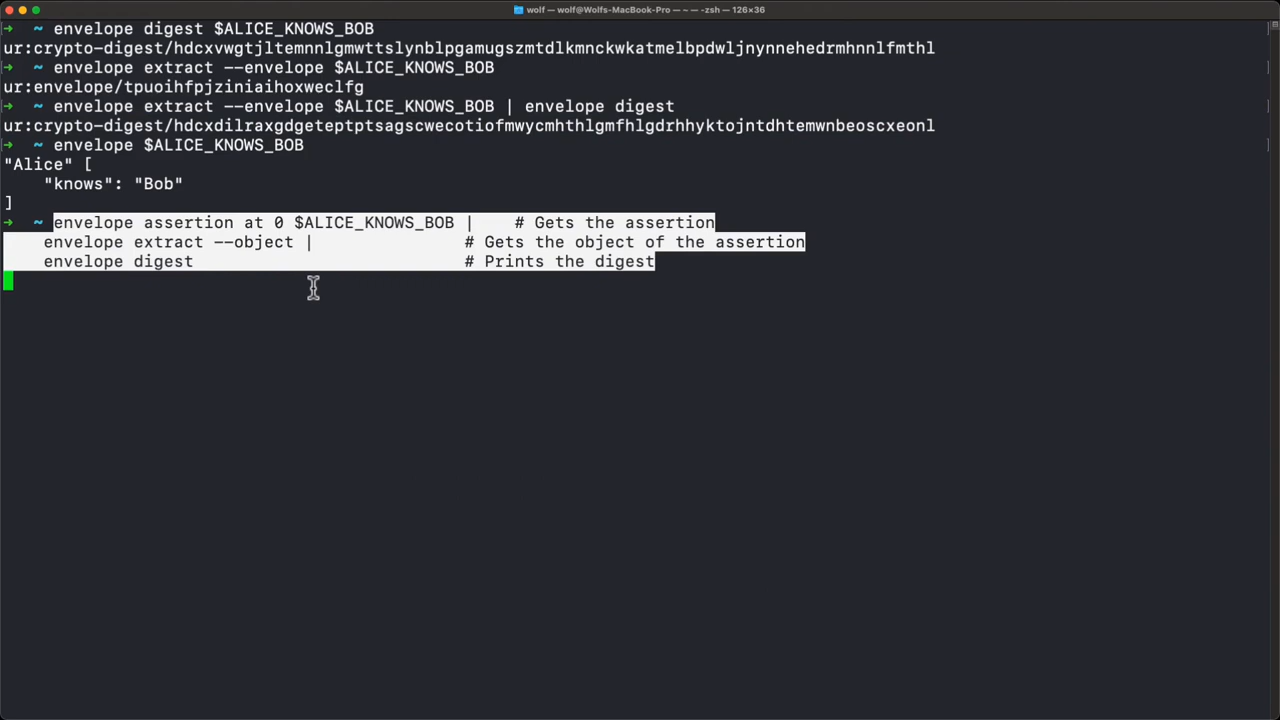 wolf — wolf@Wolfs-MacBook-Pro — ~ — -zsh — 126×36
➜ ~ envelope digest $ALICE_KNOWS_BOB
ur:crypto-digest/hdcxvwgtjltemnnlgmwttslynblpgamugszmtdlkmnckwkatmelbpdwljnynnehedrmhnnlfmthl
➜ ~ envelope extract --envelope $ALICE_KNOWS_BOB
ur:envelope/tpuoihfpjziniaihoxweclfg
➜ ~ envelope extract --envelope $ALICE_KNOWS_BOB | envelope digest
ur:crypto-digest/hdcxdilraxgdgeteptptsagscwecotiofmwycmhthlgmfhlgdrhhyktojntdhtemwnbeoscxeonl
➜ ~ envelope $ALICE_KNOWS_BOB
"Alice" [
    "knows": "Bob"
]
➜ ~ envelope assertion at 0 $ALICE_KNOWS_BOB |    # Gets the assertion
    envelope extract --object |               # Gets the object of the assertion
    envelope digest                           # Prints the digest